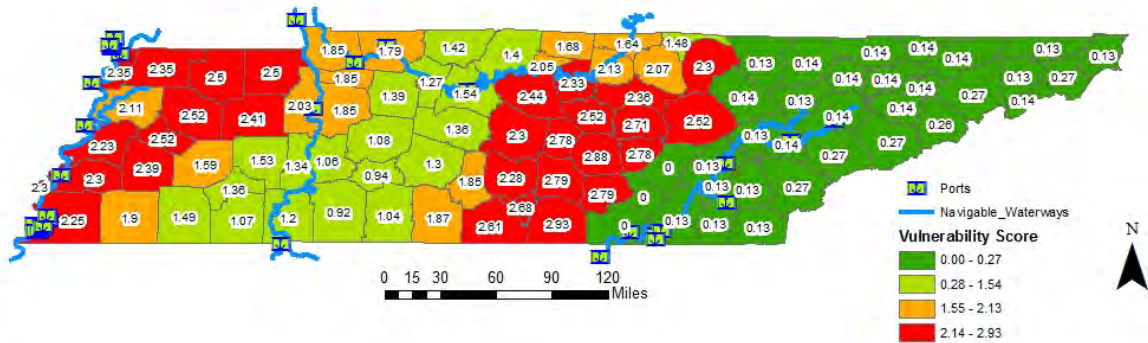 1.85 1.79 1.42 1.4 1.68 1.64 1.48
2.35 2.35 2.5 2.5 1.85 1.27 1.54 2.05 2.33 2.13 2.07 2.3
0.13 0.14 0.14 0.14 0.14 0.13 0.13 0.13 0.27
2.11 2.52 2.41 2.03 1.85 1.39 2.44 2.52 2.36 2.71 2.52
0.14 0.13 0.14 0.14 0.27 0.14
2.23 2.52 1.36 2.3 2.78 2.78 0.13 0.14 0.27 0.27 0.26
2.3 2.3 2.39 1.59 1.53 1.34 1.06 1.08 1.3 2.88
0.94 1.85 2.28 2.79 2.79 0 0.13
2.25 1.9 1.49 1.36 1.07 1.2 0.92 1.04 1.87 2.61 2.68 2.93
0 0 0.13 0.13 0.27 0.13 0.13 0.13
Ports
Navigable_Waterways
Vulnerability Score
0.00 - 0.27
0.28 - 1.54
1.55 - 2.13
2.14 - 2.93
N
0 15 30 60 90 120
Miles